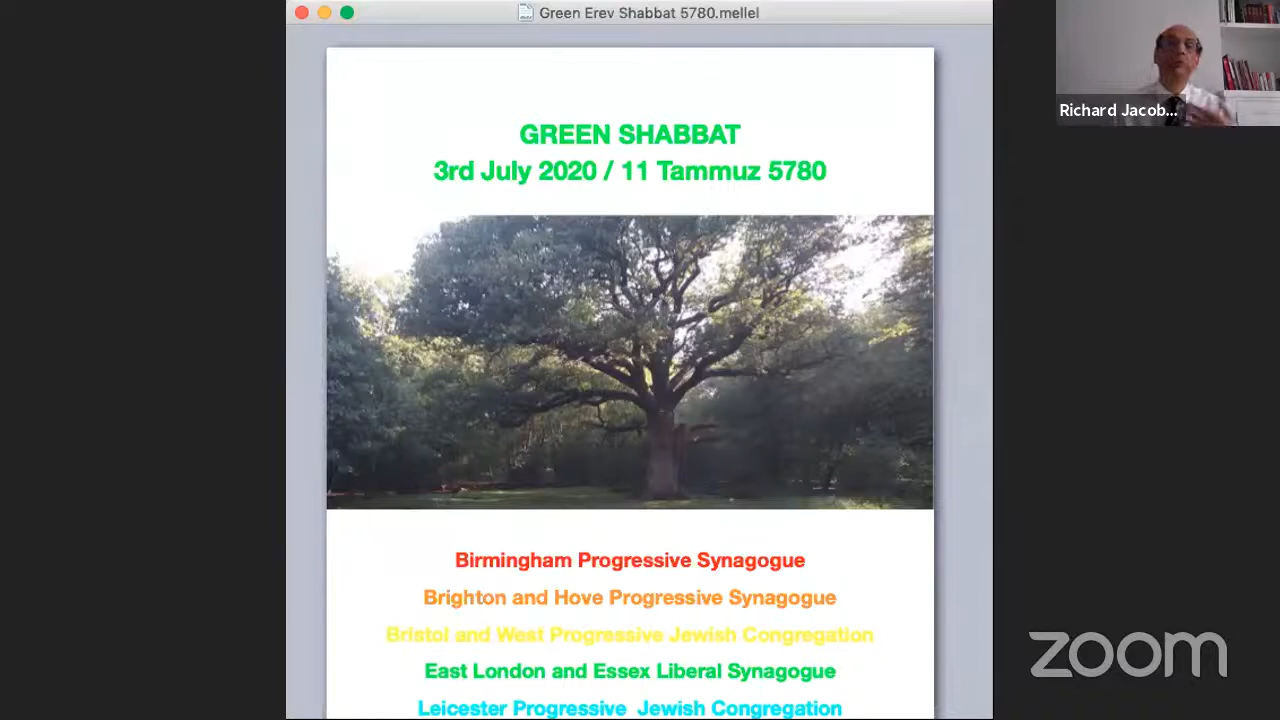 Green Erev Shabbat 5780.mellel
Richard Jacob...
GREEN SHABBAT
3rd July 2020 / 11 Tammuz 5780
Birmingham Progressive Synagogue
Brighton and Hove Progressive Synagogue
Bristol and West Progressive Jewish Congregation
East London and Essex Liberal Synagogue
Leicester Progressive Jewish Congregation
zoom